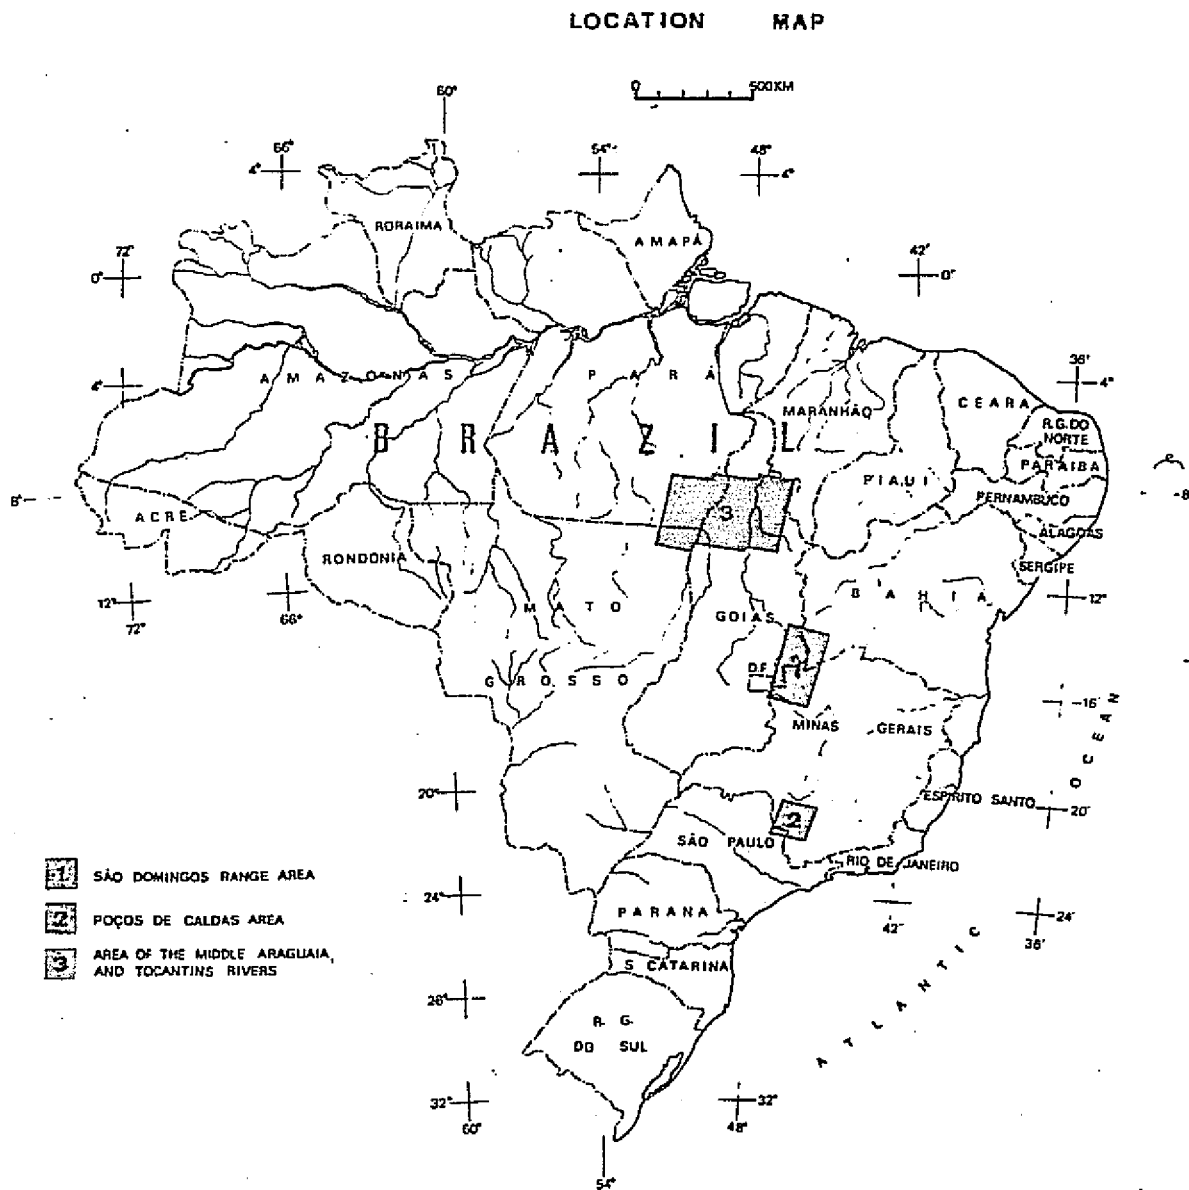 LOCATION MAP
0 500KM
60°
66° 54° 48°
4° 4°
RORAIMA
AMAPÁ
72° 42°
0° 0°
36°
4° AMAZONAS PARÁ 4°
CEARA
MARANHÃO
R.G.DO
NORTE
BRAZIL
PARAIBA
PIAUI
PERNAMBUCO
8° 8
ACRE
3
ALAGOAS
RONDÔNIA
SERGIPE
BAHIA
12° 12°
72° 66°
MATO
GOIAS
D.F.
1
GROSSO
16°
MINAS GERAIS
OCEAN
20° ESPIRITO SANTO 20°
2
SÃO PAULO
RIO DE JANEIRO
1 SÃO DOMINGOS RANGE AREA
24° 24°
PARANA 42° 36°
2 POÇOS DE CALDAS AREA
3 AREA OF THE MIDDLE ARAGUAIA,
AND TOCANTINS RIVERS
S CATARINA
ATLANTIC
28°
R. G.
DO SUL
32° 32°
60° 48°
54°